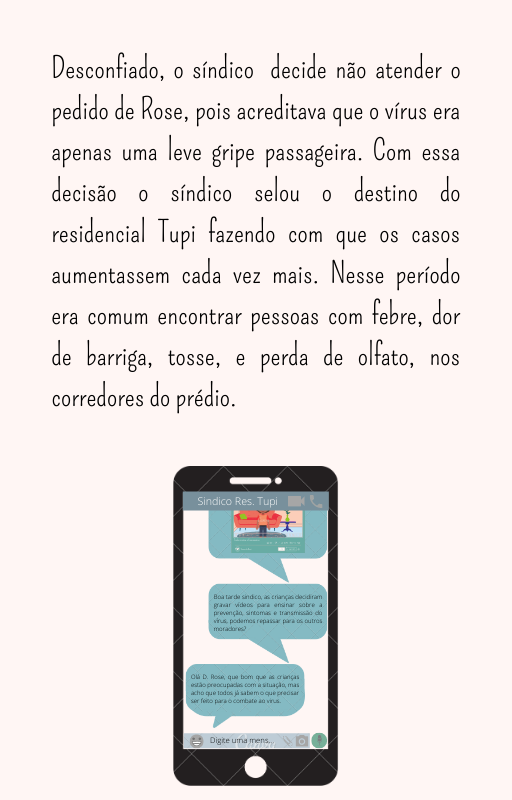 Desconfiado, o síndico decide não atender o
pedido de Rose, pois acreditava que o vírus era
apenas uma leve gripe passageira. Com essa
decisão o síndico selou o destino do
residencial Tupi fazendo com que os casos
aumentassem cada vez mais. Nesse período
era comum encontrar pessoas com febre, dor
de barriga, tosse, e perda de olfato, nos
corredores do prédio.
Sindico Res. Tupi
Boa tarde sindico, as crianças decidiram
gravar vídeos para ensinar sobre a
prevenção, sintomas e transmissão do
vírus, podemos repassar para os outros
moradores?
Olá D. Rose, que bom que as crianças
estão preocupadas com a situação, mas
acho que todos já sabem o que precisar
ser feito para o combate ao vírus.
Digite uma mens..